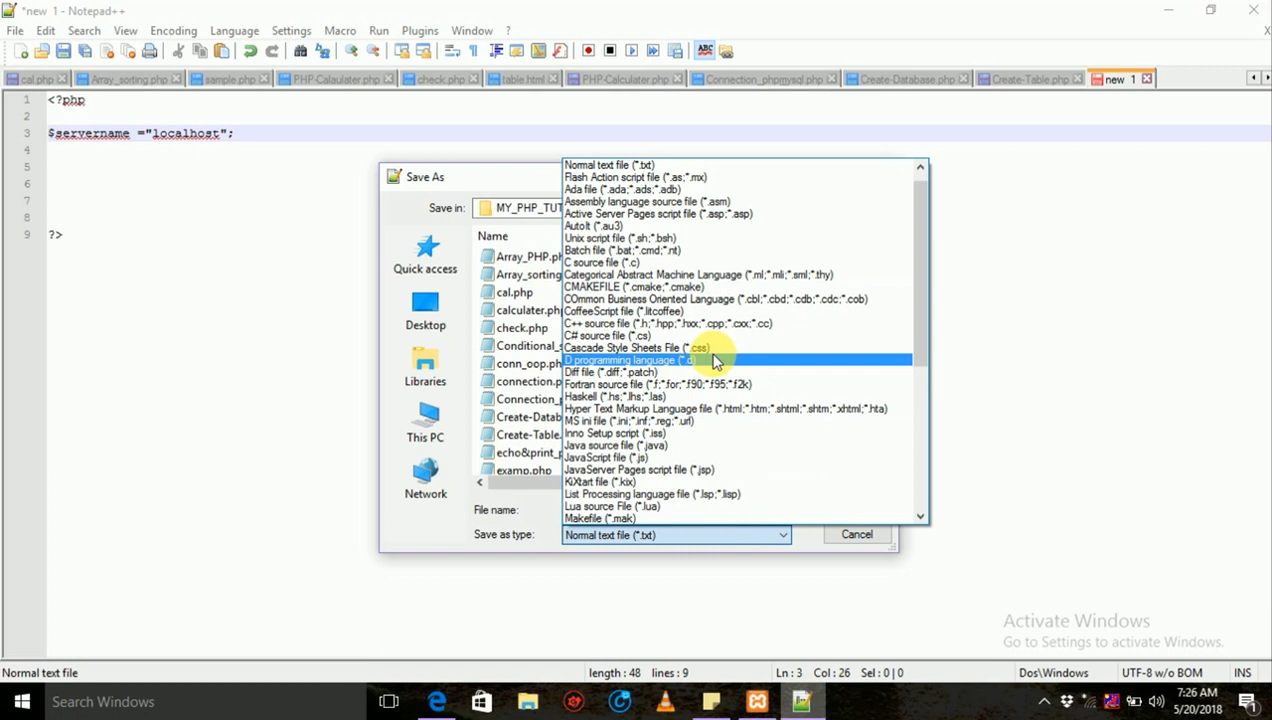 *new 1 - Notepad++
File Edit Search View Encoding Language Settings Macro Run Plugins Window ? X
ABC
cal.php Array_sorting.php sample.php PHP-Calaulater.php check.php table.html PHP-Calculater.php Connection_phpmysql.php Create-Database.php Create-Table.php new 1
1 <?php
2
3 $servername ="localhost";
4
5
6
7
8
9 ?>
Save As
Save in: MY_PHP_TUT
Quick access
Desktop
Libraries
This PC
Network
Name
Array_PHP.ph
Array_sorting
cal.php
calculater.php
check.php
Conditional_s
conn_oop.ph
connection.p
Connection_
Create-Datab
Create-Table.
echo&print_p
examp.php
Normal text file (*.txt)
Flash Action script file (*.as;*.mx)
Ada file (*.ada;*.ads;*.adb)
Assembly language source file (*.asm)
Active Server Pages script file (*.asp;*.asp)
AutoIt (*.au3)
Unix script file (*.sh;*.bsh)
Batch file (*.bat;*.cmd;*.nt)
C source file (*.c)
Categorical Abstract Machine Language (*.ml;*.mli;*.sml;*.thy)
CMAKEFILE (*.cmake;*.cmake)
COmmon Business Oriented Language (*.cbl;*.cbd;*.cdb;*.cdc;*.cob)
CoffeeScript file (*.litcoffee)
C++ source file (*.h;*.hpp;*.hxx;*.cpp;*.cxx;*.cc)
C# source file (*.cs)
Cascade Style Sheets File (*.css)
D programming language (*.d)
Diff file (*.diff;*.patch)
Fortran source file (*.f;*.for;*.f90;*.f95;*.f2k)
Haskell (*.hs;*.lhs;*.las)
Hyper Text Markup Language file (*.html;*.htm;*.shtml;*.shtm;*.xhtml;*.hta)
MS ini file (*.ini;*.inf;*.reg;*.url)
Inno Setup script (*.iss)
Java source file (*.java)
JavaScript file (*.js)
JavaServer Pages script file (*.jsp)
KiXtart file (*.kix)
List Processing language file (*.lsp;*.lisp)
Lua source File (*.lua)
Makefile (*.mak)
File name:
Save as type: Normal text file (*.txt) Cancel
Activate Windows
Go to Settings to activate Windows.
Normal text file length : 48 lines : 9 Ln : 3 Col : 26 Sel : 0 | 0 Dos\Windows UTF-8 w/o BOM INS
Search Windows
7:26 AM
5/20/2018
1